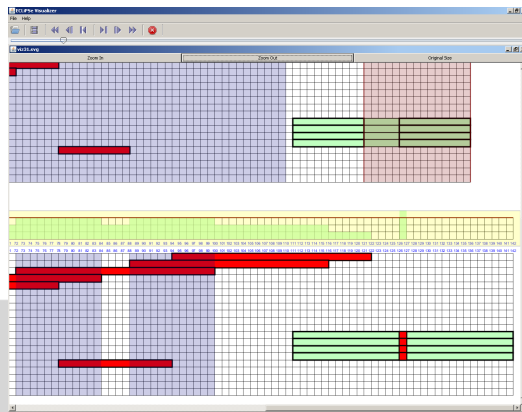 ECLiPSe Visualizer
File Help
viz31.svg
Zoom In Zoom Out Original Size
72 73 74 75 76 77 78 79 80 81 82 83 84 85 86 87 88 89 90 91 92 93 94 95 96 97 98 99 100 101 102 103 104 105 106 107 108 109 110 111 112 113 114 115 116 117 118 119 120 121 122 123 124 125 126 127 128 129 130 131 132 133 134 135 136 137 138 139 140 141 142
72 73 74 75 76 77 78 79 80 81 82 83 84 85 86 87 88 89 90 91 92 93 94 95 96 97 98 99 100 101 102 103 104 105 106 107 108 109 110 111 112 113 114 115 116 117 118 119 120 121 122 123 124 125 126 127 128 129 130 131 132 133 134 135 136 137 138 139 140 141 142